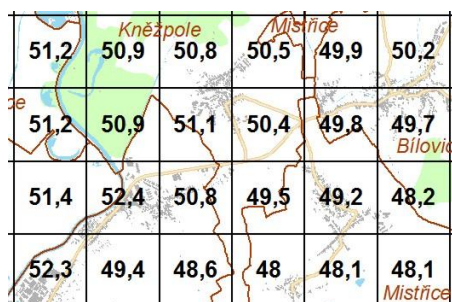 Kněžpole Mistřice
51,2 50,9 50,8 50,5 49,9 50,2
ce
51,2 50,9 51,1 50,4 49,8 49,7
Bílovic
51,4 52,4 50,8 49,5 49,2 48,2
52,3 49,4 48,6 48 48,1 48,1
Mistřice